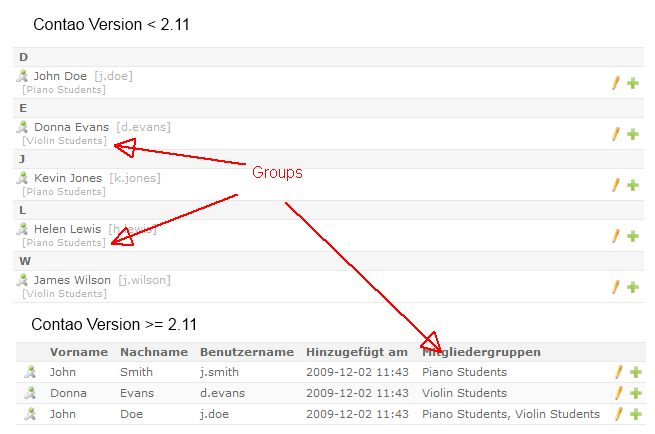 Contao Version < 2.11
D
John Doe [j.doe]
[Piano Students]
E
Donna Evans [d.evans]
[Violin Students]
J
Kevin Jones [k.jones]
[Piano Students]
Groups
L
Helen Lewis [h.lewis]
[Piano Students]
W
James Wilson [j.wilson]
[Violin Students]
Contao Version >= 2.11
Vorname Nachname Benutzername Hinzugefügt am Mitgliedergruppen
John Smith j.smith 2009-12-02 11:43 Piano Students
Donna Evans d.evans 2009-12-02 11:43 Violin Students
John Doe j.doe 2009-12-02 11:43 Piano Students, Violin Students